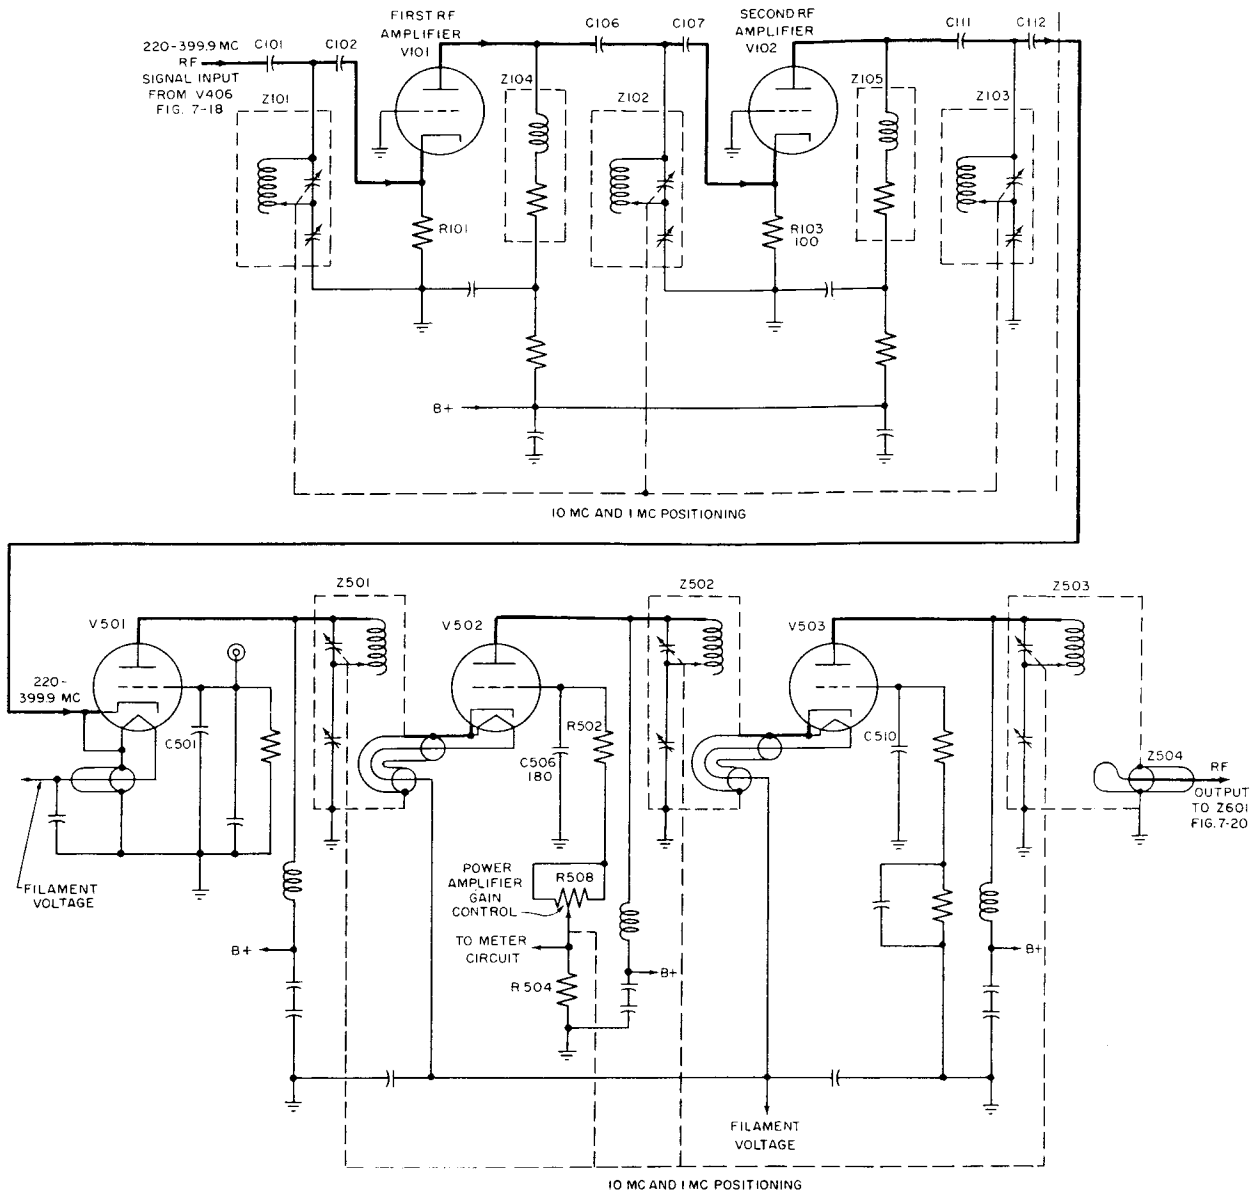 FIRST RF
AMPLIFIER
V101
SECOND RF
AMPLIFIER
V102
C106
C107
C111
C112
220-399.9 MC
RF
SIGNAL INPUT
FROM V406
FIG. 7-18
C101
C102
Z101
Z104
Z102
Z105
Z103
R101
R103
100
B+
10 MC AND 1 MC POSITIONING
Z501
Z502
Z503
V501
V502
V503
220-
399.9 MC
C501
R502
C506
180
C510
Z504
RF
OUTPUT
TO Z601
FIG. 7-20
FILAMENT
VOLTAGE
POWER
AMPLIFIER
GAIN
CONTROL
R508
B+
TO METER
CIRCUIT
R504
B+
B+
FILAMENT
VOLTAGE
10 MC AND 1 MC POSITIONING